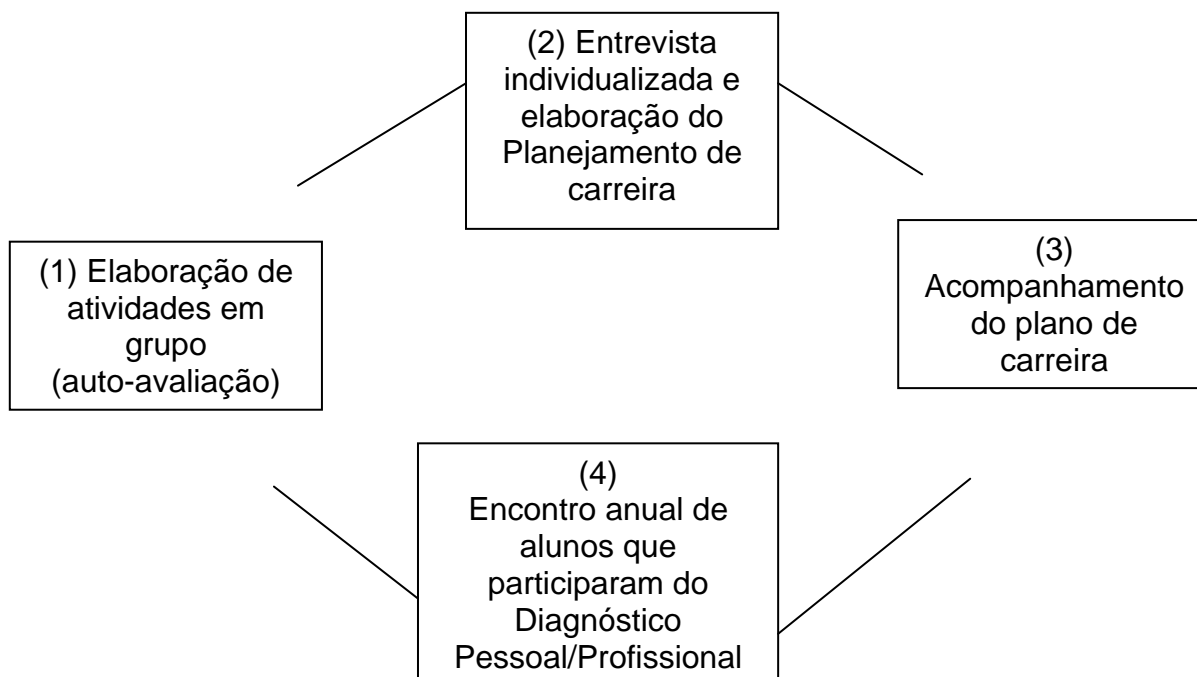 (1) Elaboração de
atividades em
grupo
(auto-avaliação)
(2) Entrevista
individualizada e
elaboração do
Planejamento de
carreira
(3)
Acompanhamento
do plano de
carreira
(4)
Encontro anual de
alunos que
participaram do
Diagnóstico
Pessoal/Profissional